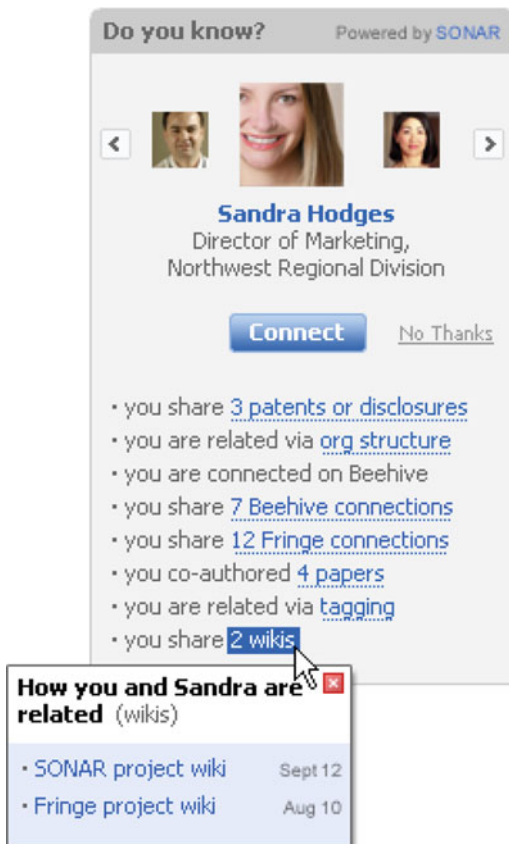 Do you know? Powered by SONAR
Sandra Hodges
Director of Marketing,
Northwest Regional Division
Connect No Thanks
• you share 3 patents or disclosures
• you are related via org structure
• you are connected on Beehive
• you share 7 Beehive connections
• you share 12 Fringe connections
• you co-authored 4 papers
• you are related via tagging
• you share 2 wikis
How you and Sandra are
related (wikis)
• SONAR project wiki Sept 12
• Fringe project wiki Aug 10